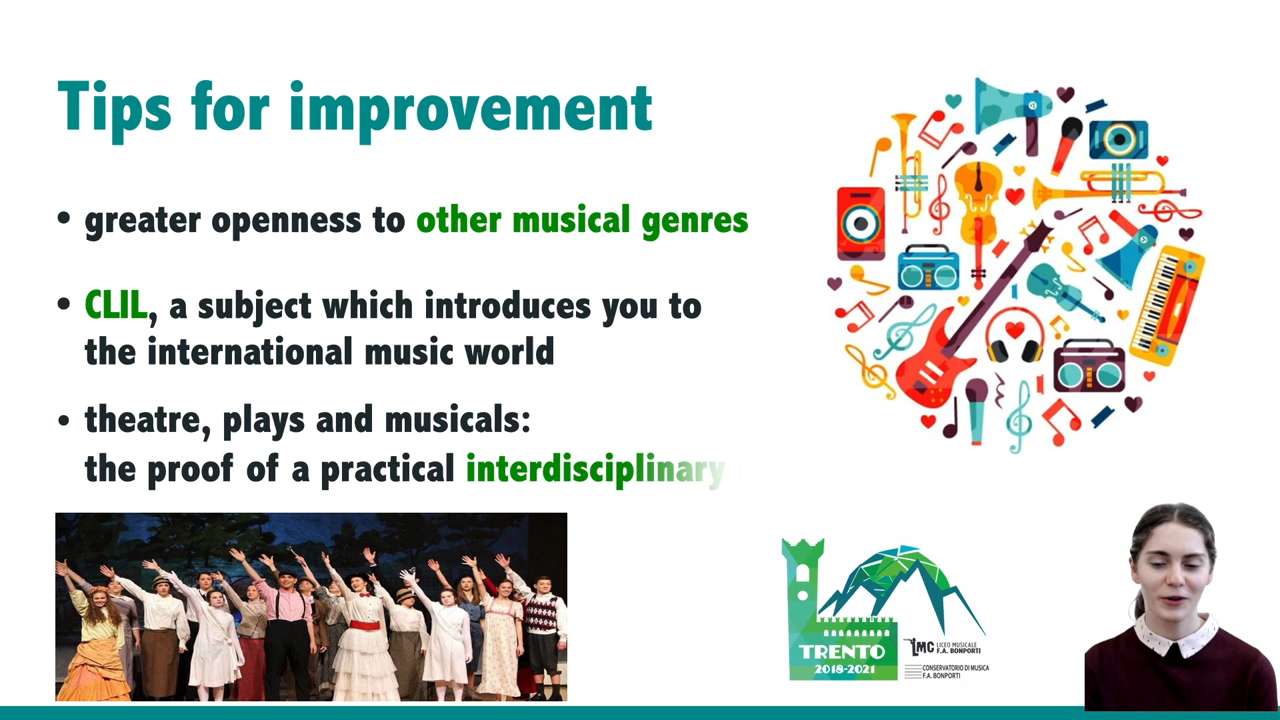 Tips for improvement
• greater openness to other musical genres
• CLIL, a subject which introduces you to
the international music world
• theatre, plays and musicals:
the proof of a practical interdisciplinary
TRENTO
2018-2021
LMC LICEO MUSICALE
F.A. BONPORTI
CONSERVATORIO DI MUSICA
F.A. BONPORTI